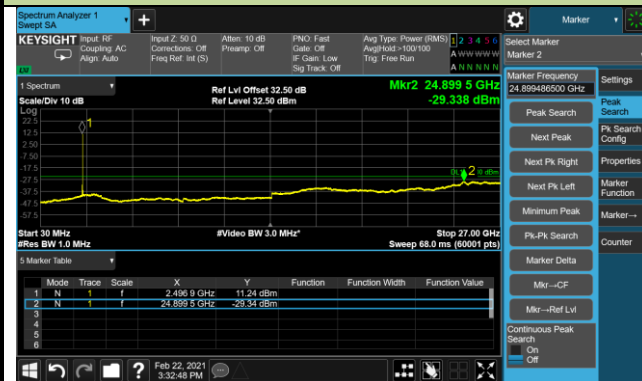 Spectrum Analyzer 1
Swept SA
+
Marker
KEYSIGHT
Input: RF
Coupling: AC
Align: Auto
Input Z: 50 Ω
Corrections: Off
Freq Ref: Int (S)
Atten: 10 dB
Preamp: Off
PNO: Fast
Gate: Off
IF Gain: Low
Sig Track: Off
Avg Type: Power (RMS)
Avg|Hold:>100/100
Trig: Free Run
1 2 3 4 5 6
A W W W W W
A N N N N N
Select Marker
Marker 2
1 Spectrum
Scale/Div 10 dB
Log
Ref Lvl Offset 32.50 dB
Ref Level 32.50 dBm
Mkr2 24.899 5 GHz
-29.338 dBm
22.5
12.5
2.50
-7.50
-17.5
-27.5
-37.5
-47.5
-57.5
1
2
Start 30 MHz
#Res BW 1.0 MHz
#Video BW 3.0 MHz*
Stop 27.00 GHz
Sweep 68.0 ms (60001 pts)
5 Marker Table
Mode Trace Scale X Y Function Function Width Function Value
1 N 1 f 2.496 9 GHz 11.24 dBm
2 N 1 f 24.899 5 GHz -29.34 dBm
3
4
5
6
Marker Frequency
24.899486500 GHz
Peak Search
Next Peak
Next Pk Right
Next Pk Left
Minimum Peak
Pk-Pk Search
Marker Delta
Mkr→CF
Mkr→Ref Lvl
Continuous Peak
Search
On
Off
Settings
Peak
Search
Pk Search
Config
Properties
Marker
Function
Marker→
Counter
?
Feb 22, 2021
3:32:48 PM